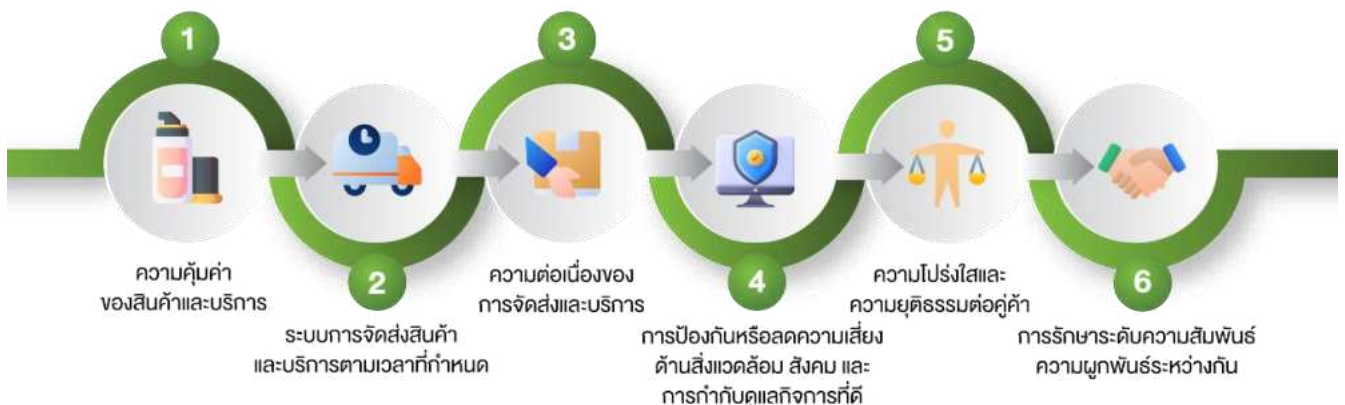 1
ความคุ้มค่า
ของสินค้าและบริการ
2
ระบบการจัดส่งสินค้า
และบริการตามเวลาที่กำหนด
3
ความต่อเนื่องของ
การจัดส่งและบริการ
4
การป้องกันหรือลดความเสี่ยง
ด้านสิ่งแวดล้อม สังคม และ
การกำกับดูแลกิจการที่ดี
5
ความโปร่งใสและ
ความยุติธรรมต่อคู่ค้า
6
การรักษาระดับความสัมพันธ์
ความผูกพันธ์ระหว่างกัน